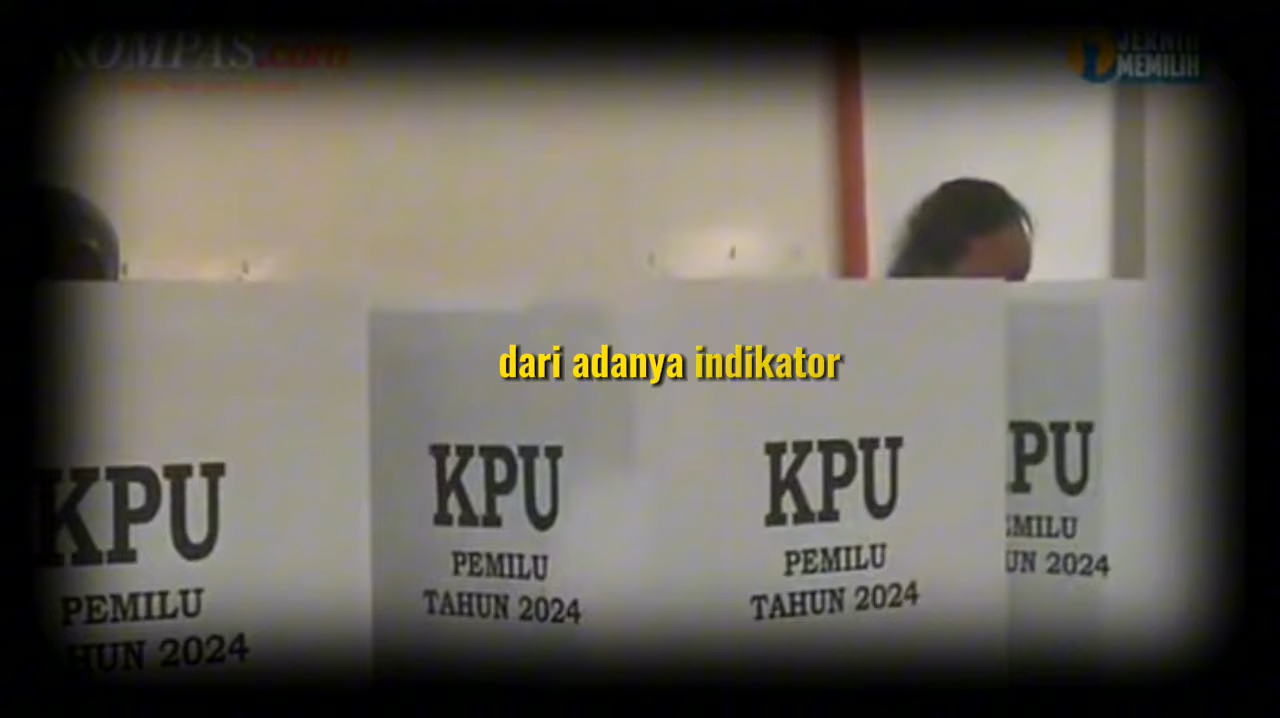 KOMPAS.com
JERNIH
MEMILIH
dari adanya indikator
KPU
PEMILU
TAHUN 2024
KPU
PEMILU
TAHUN 2024
KPU
PEMILU
HUN 2024
PU
EMILU
UN 2024